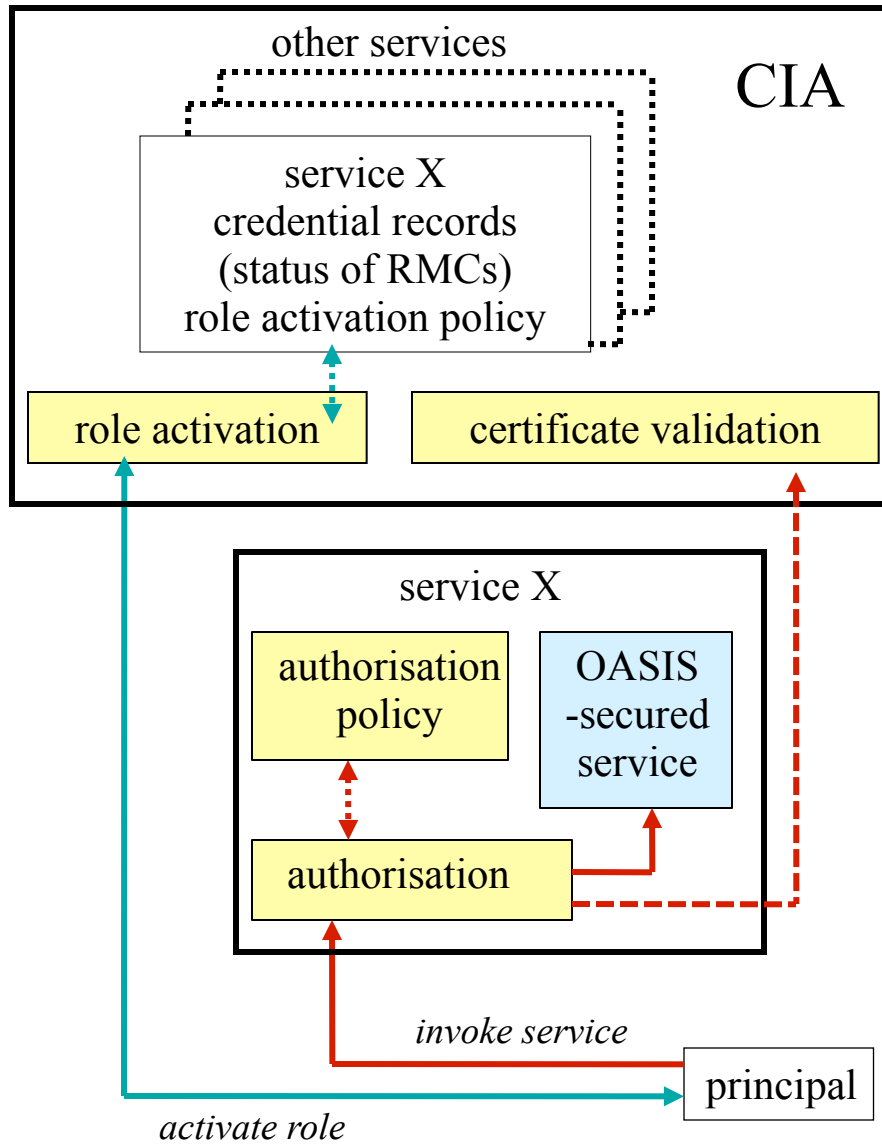 other services
CIA
service X
credential records
(status of RMCs)
role activation policy
role activation
certificate validation
service X
authorisation
policy
OASIS
-secured
service
authorisation
invoke service
principal
activate role